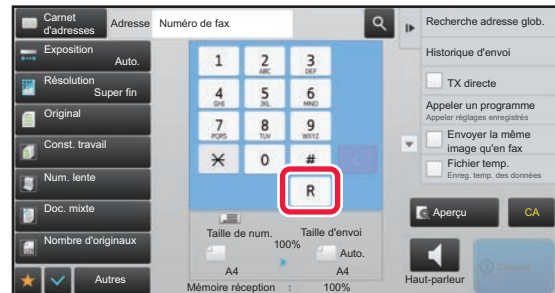 Carnet d'adresses
Adresse
Numéro de fax
Exposition
Auto.
Résolution
Super fin
Original
Const. travail
Num. lente
Doc. mixte
Nombre d'originaux
Autres
1
2 ABC
3 DEF
4 GHI
5 JKL
6 MNO
7 PQRS
8 TUV
9 WXYZ
0
#
C
R
Taille de num.
100%
Taille d'envoi
Auto.
A4
A4
Mémoire réception : 100%
Recherche adresse glob.
Historique d'envoi
TX directe
Appeler un programme
Appeler réglages enregistrés
Envoyer la même
image qu'en fax
Fichier temp.
Enreg. temp. des données
Aperçu
CA
Haut-parleur
Départ